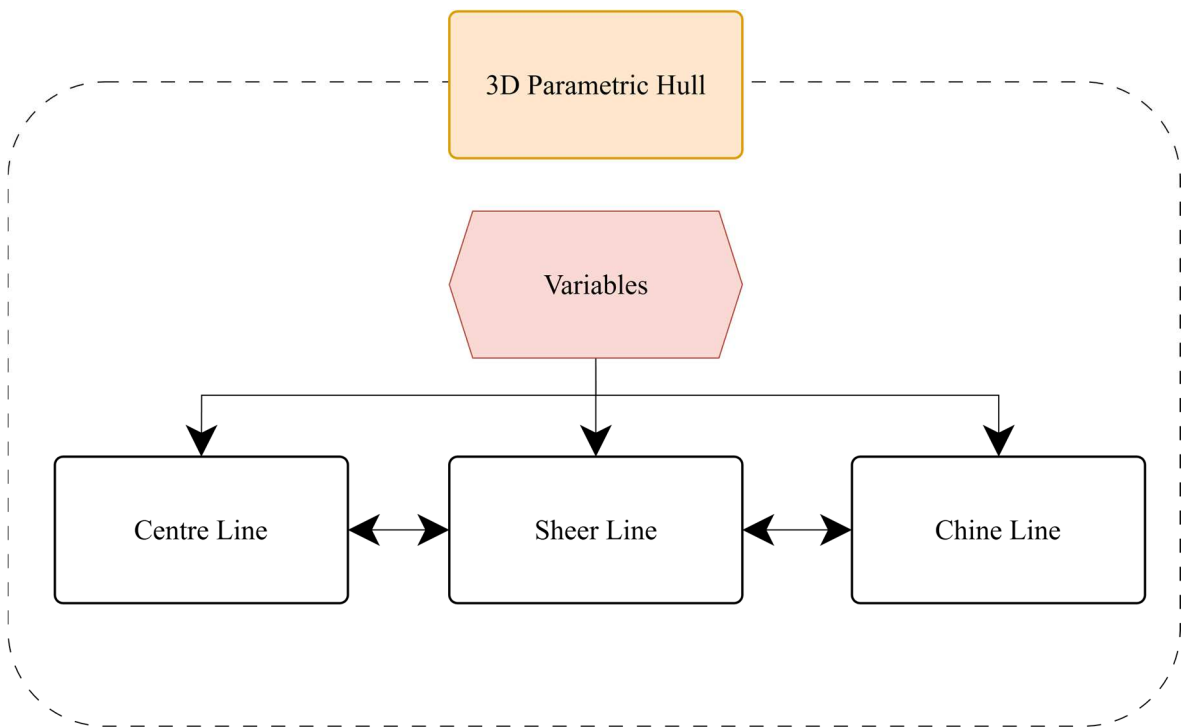 3D Parametric Hull
Variables
Centre Line
Sheer Line
Chine Line